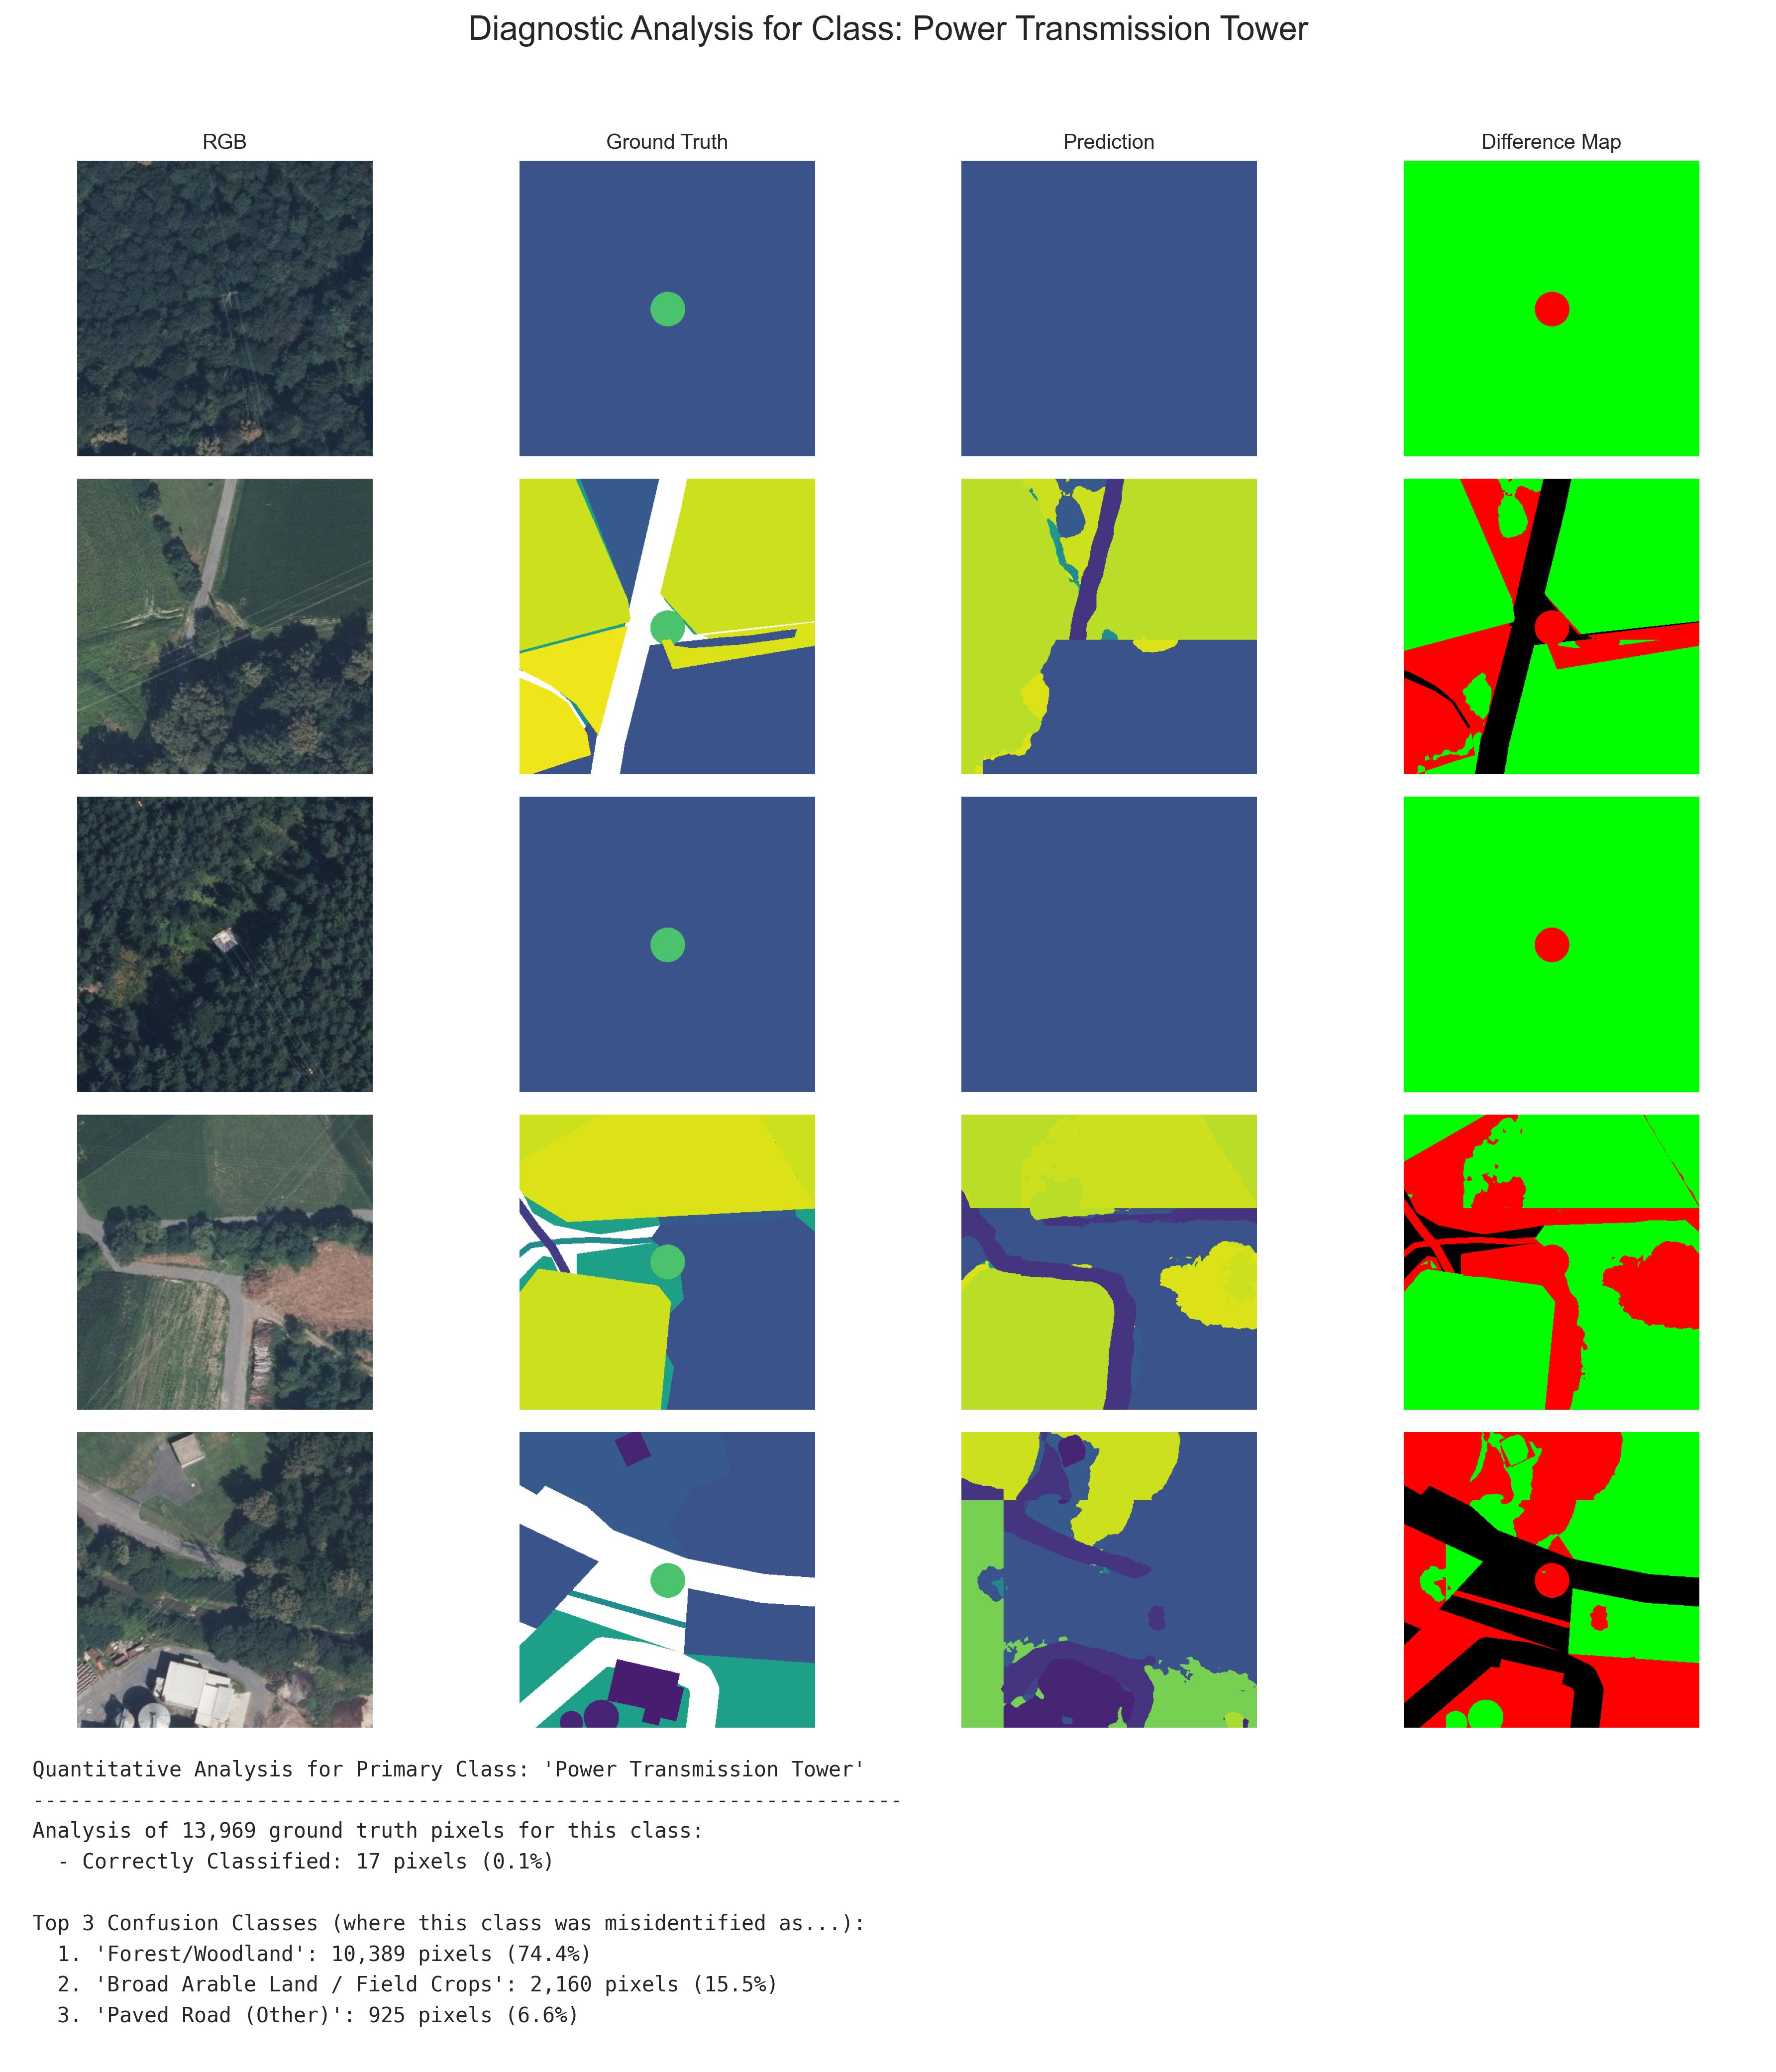 Diagnostic Analysis for Class: Power Transmission Tower
RGB
Ground Truth
Prediction
Difference Map
Quantitative Analysis for Primary Class: 'Power Transmission Tower'
----------------------------------------------------------------------
Analysis of 13,969 ground truth pixels for this class:
- Correctly Classified: 17 pixels (0.1%)
Top 3 Confusion Classes (where this class was misidentified as...):
1. 'Forest/Woodland': 10,389 pixels (74.4%)
2. 'Broad Arable Land / Field Crops': 2,160 pixels (15.5%)
3. 'Paved Road (Other)': 925 pixels (6.6%)